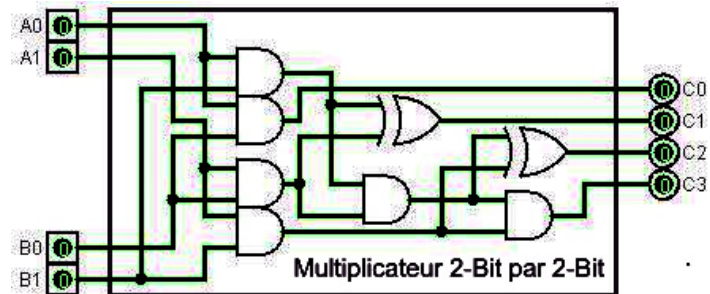 A0
A1
B0
B1
C0
C1
C2
C3
Multiplicateur 2-Bit par 2-Bit